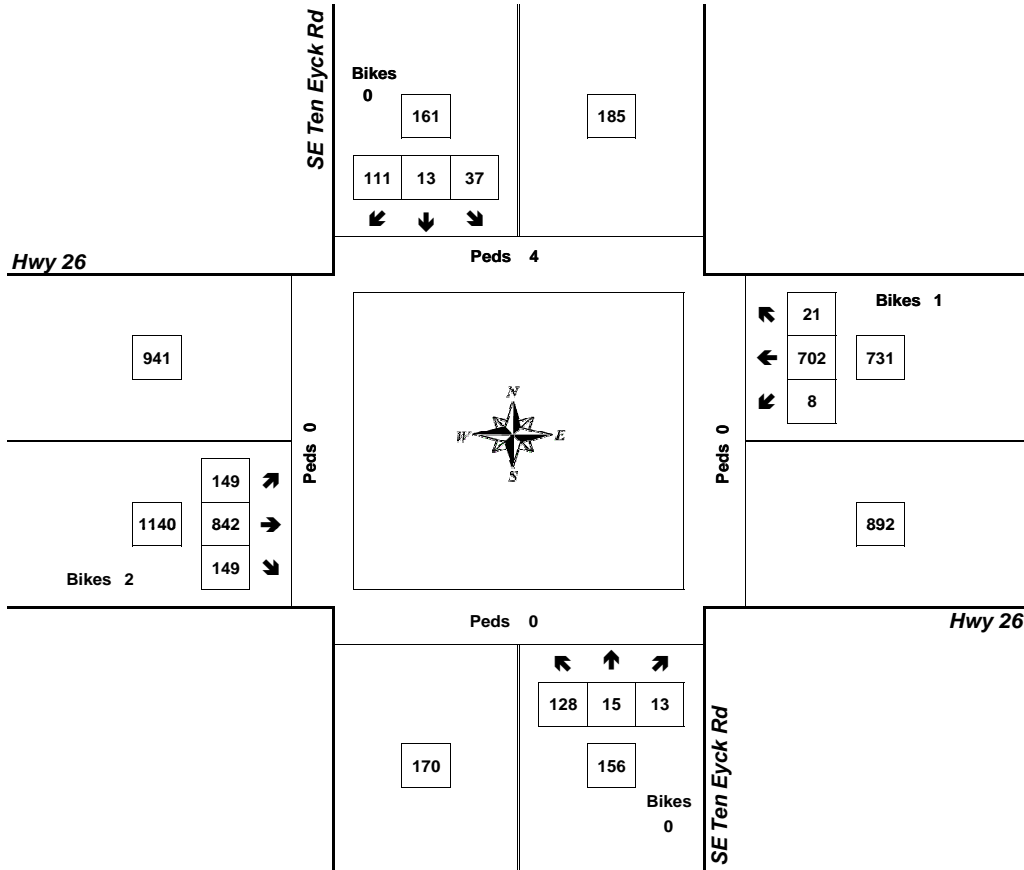 SE Ten Eyck Rd
Bikes
0
161
185
111 13 37
Hwy 26
Peds 4
Bikes 1
21
941
702 731
8
N
W E
S
Peds 0
Peds 0
149
1140 842
892
149
Bikes 2
Peds 0
Hwy 26
128 15 13
170
156
Bikes
0
SE Ten Eyck Rd